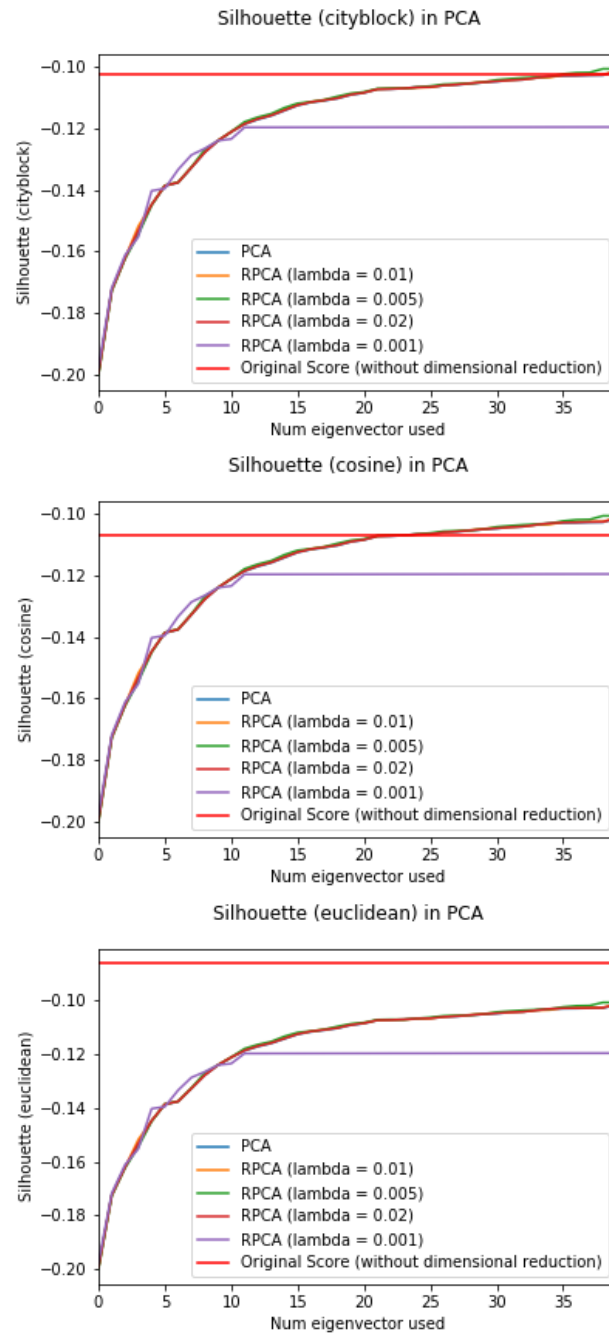 Silhouette (cityblock) in PCA
Silhouette (cityblock)
−0.10
−0.12
−0.14
−0.16
−0.18
−0.20
PCA
RPCA (lambda = 0.01)
RPCA (lambda = 0.005)
RPCA (lambda = 0.02)
RPCA (lambda = 0.001)
Original Score (without dimensional reduction)
0 5 10 15 20 25 30 35
Num eigenvector used
Silhouette (cosine) in PCA
Silhouette (cosine)
−0.10
−0.12
−0.14
−0.16
−0.18
−0.20
PCA
RPCA (lambda = 0.01)
RPCA (lambda = 0.005)
RPCA (lambda = 0.02)
RPCA (lambda = 0.001)
Original Score (without dimensional reduction)
0 5 10 15 20 25 30 35
Num eigenvector used
Silhouette (euclidean) in PCA
Silhouette (euclidean)
−0.10
−0.12
−0.14
−0.16
−0.18
−0.20
PCA
RPCA (lambda = 0.01)
RPCA (lambda = 0.005)
RPCA (lambda = 0.02)
RPCA (lambda = 0.001)
Original Score (without dimensional reduction)
0 5 10 15 20 25 30 35
Num eigenvector used